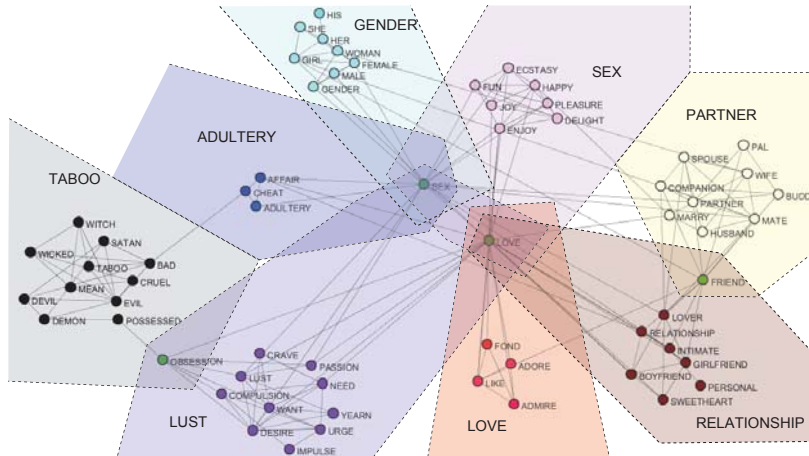 GENDER
HIS
SHE
HER
WOMAN
GIRL
FEMALE
MALE
GENDER
SEX
ECSTASY
FUN
HAPPY
JOY
PLEASURE
DELIGHT
ENJOY
PARTNER
PAL
SPOUSE
WIFE
COMPANION
PARTNER
MARRY
MATE
HUSBAND
ADULTERY
AFFAIR
CHEAT
ADULTERY
SEX
LOVE
TABOO
WITCH
SATAN
WICKED
TABOO
BAD
CRUEL
MEAN
DEVIL
EVIL
DEMON
POSSESSED
OBSESSION
FRIEND
LUST
CRAVE
PASSION
LUST
NEED
COMPULSION
WANT
YEARN
DESIRE
URGE
IMPULSE
LOVE
FOND
ADORE
LIKE
ADMIRE
RELATIONSHIP
LOVER
RELATIONSHIP
INTIMATE
GIRLFRIEND
BOYFRIEND
PERSONAL
SWEETHEART